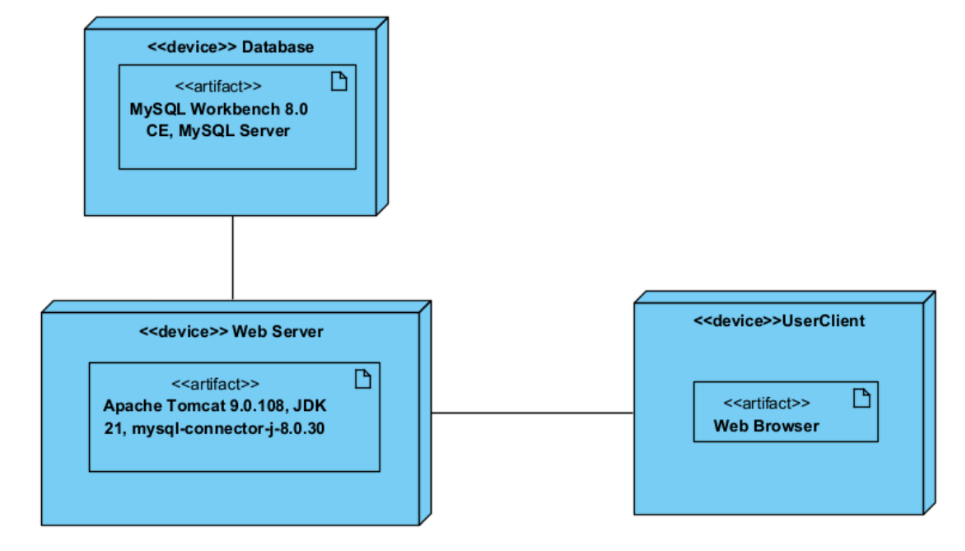 <<device>> Database
<<artifact>>
MySQL Workbench 8.0
CE, MySQL Server
<<device>> Web Server
<<artifact>>
Apache Tomcat 9.0.108, JDK
21, mysql-connector-j-8.0.30
<<device>>UserClient
<<artifact>>
Web Browser